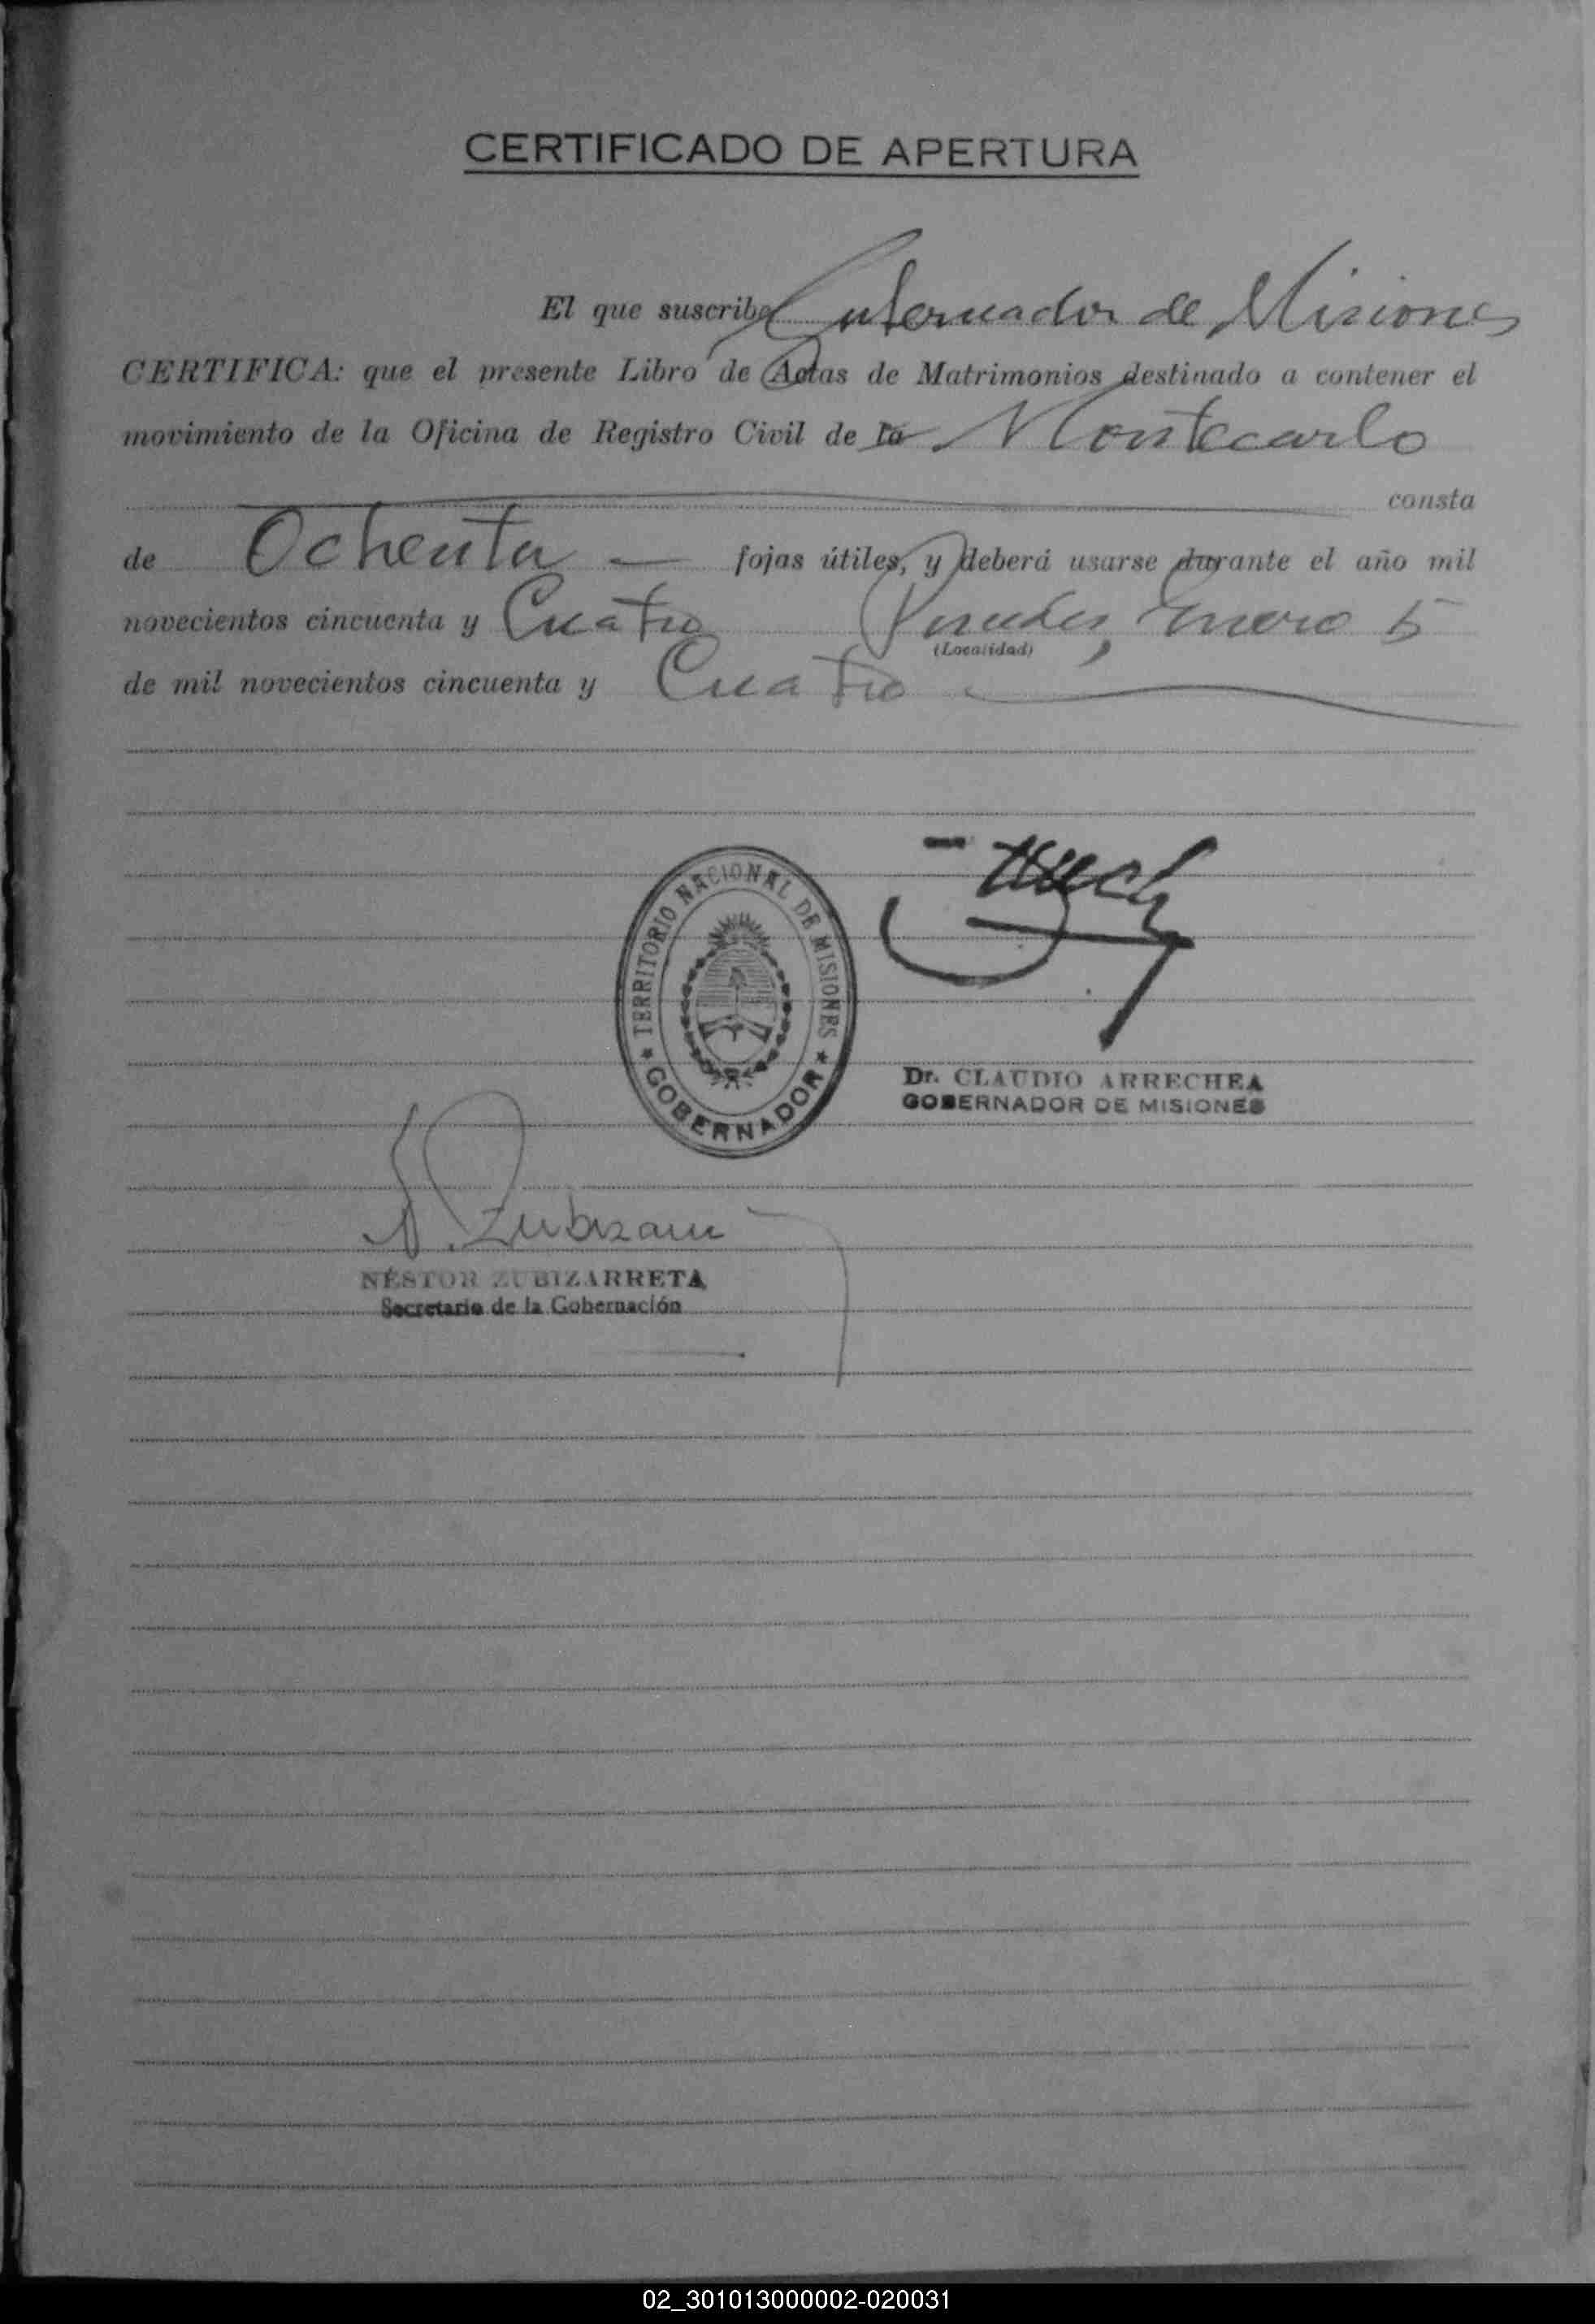 CERTIFICADO DE APERTURA
El que suscribe Gobernador de Misiones
CERTIFICA: que el presente Libro de Actas de Matrimonios destinado a contener el
movimiento de la Oficina de Registro Civil de la Montecarlo
consta
de Ochenta — fojas útiles, y deberá usarse durante el año mil
novecientos cincuenta y Cuatro Posadas, Enero 5
(Localidad)
de mil novecientos cincuenta y Cuatro
TERRITORIO NACIONAL DE MISIONES
GOBERNADOR
Dr. CLAUDIO ARRECHEA
GOBERNADOR DE MISIONES
N. Zubizarreta
NÉSTOR ZUBIZARRETA
Secretario de la Gobernación
02_301013000002-020031